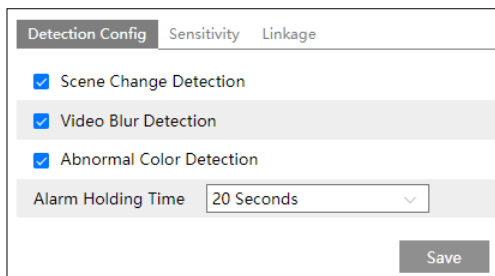 Detection Config Sensitivity Linkage
Scene Change Detection
Video Blur Detection
Abnormal Color Detection
Alarm Holding Time 20 Seconds
Save